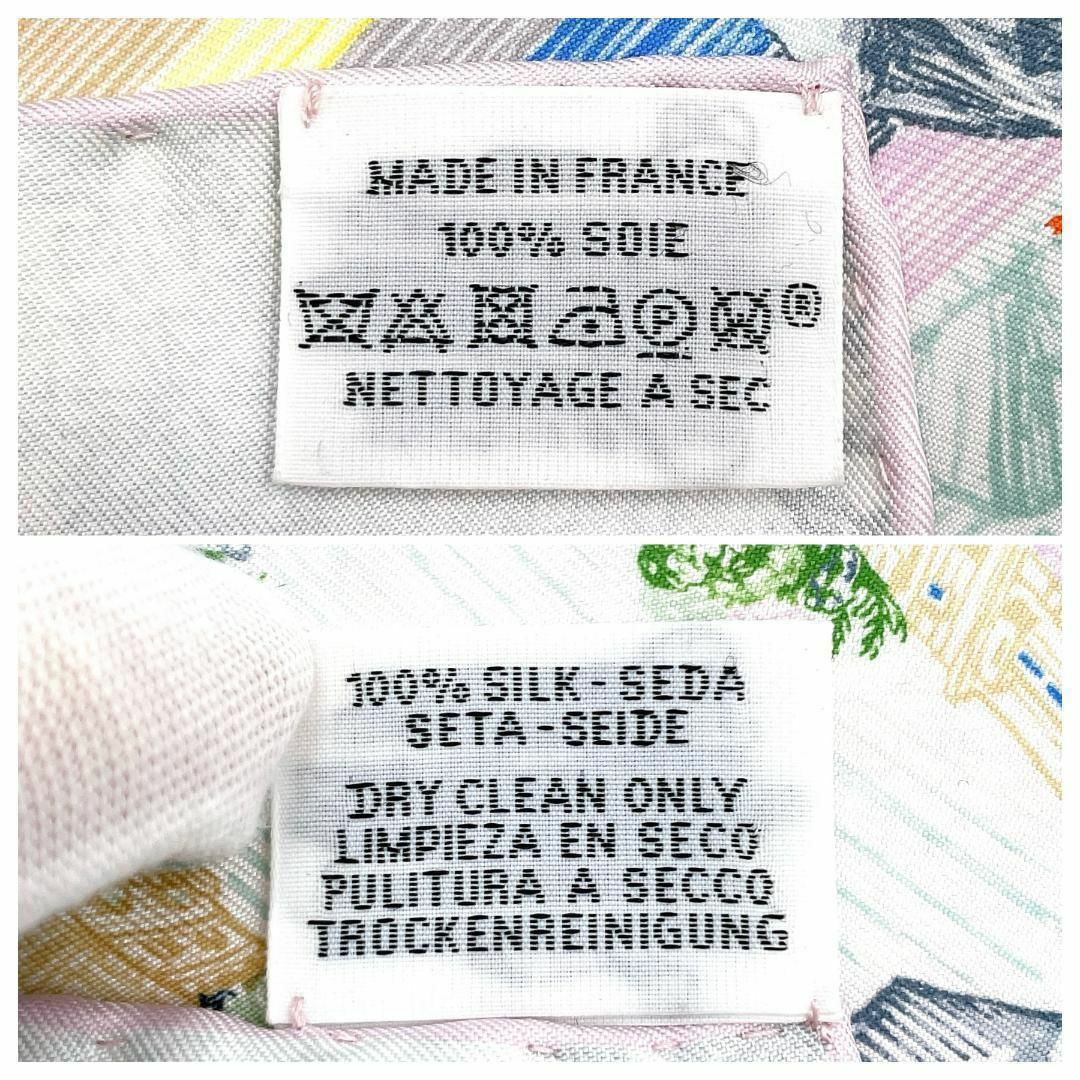 MADE IN FRANCE
100% SOIE
P W ®
NETTOYAGE A SEC
100% SILK - SEDA
SETA - SEIDE
DRY CLEAN ONLY
LIMPIEZA EN SECO
PULITURA A SECCO
TROCKENREINIGUNG